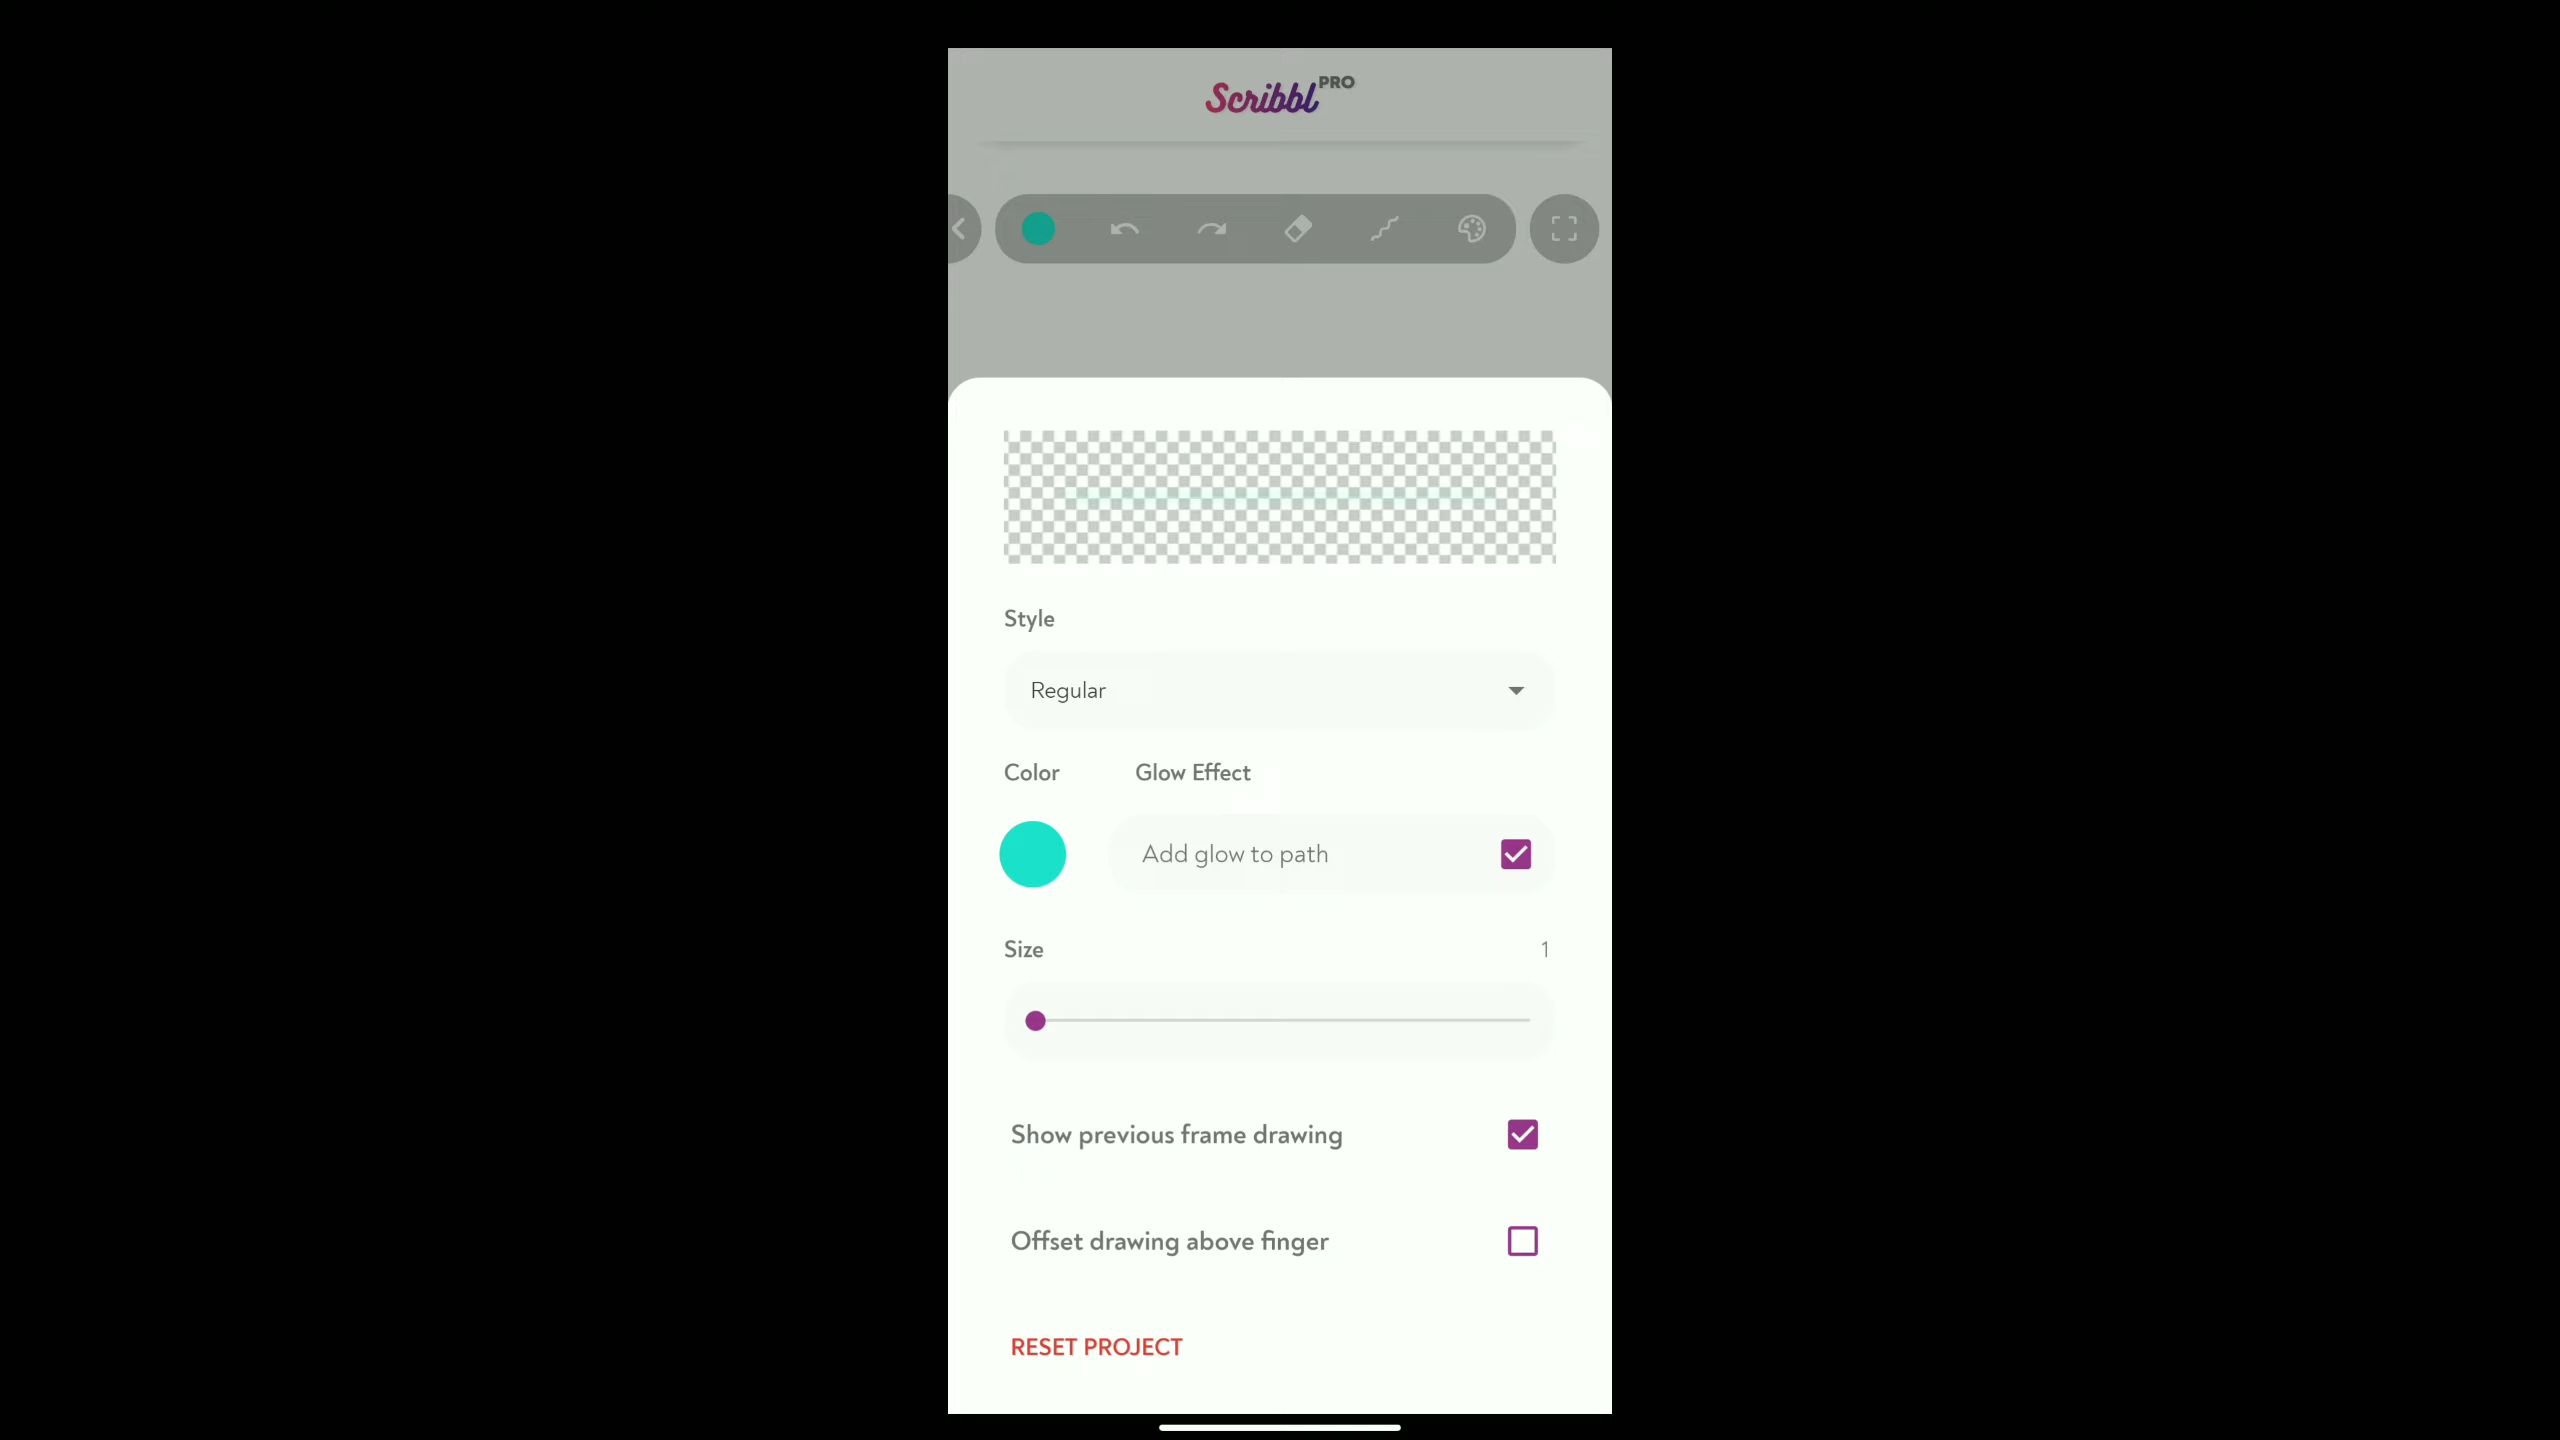 Scribbl PRO
Style
Regular
Color Glow Effect
Add glow to path
Size 1
Show previous frame drawing
Offset drawing above finger
RESET PROJECT